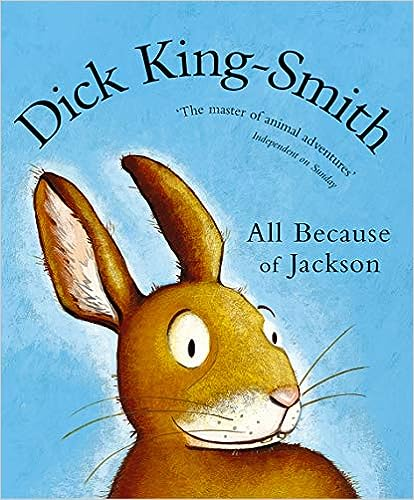 Dick King-Smith
'The master of animal adventures'
Independent on Sunday
All Because
of Jackson